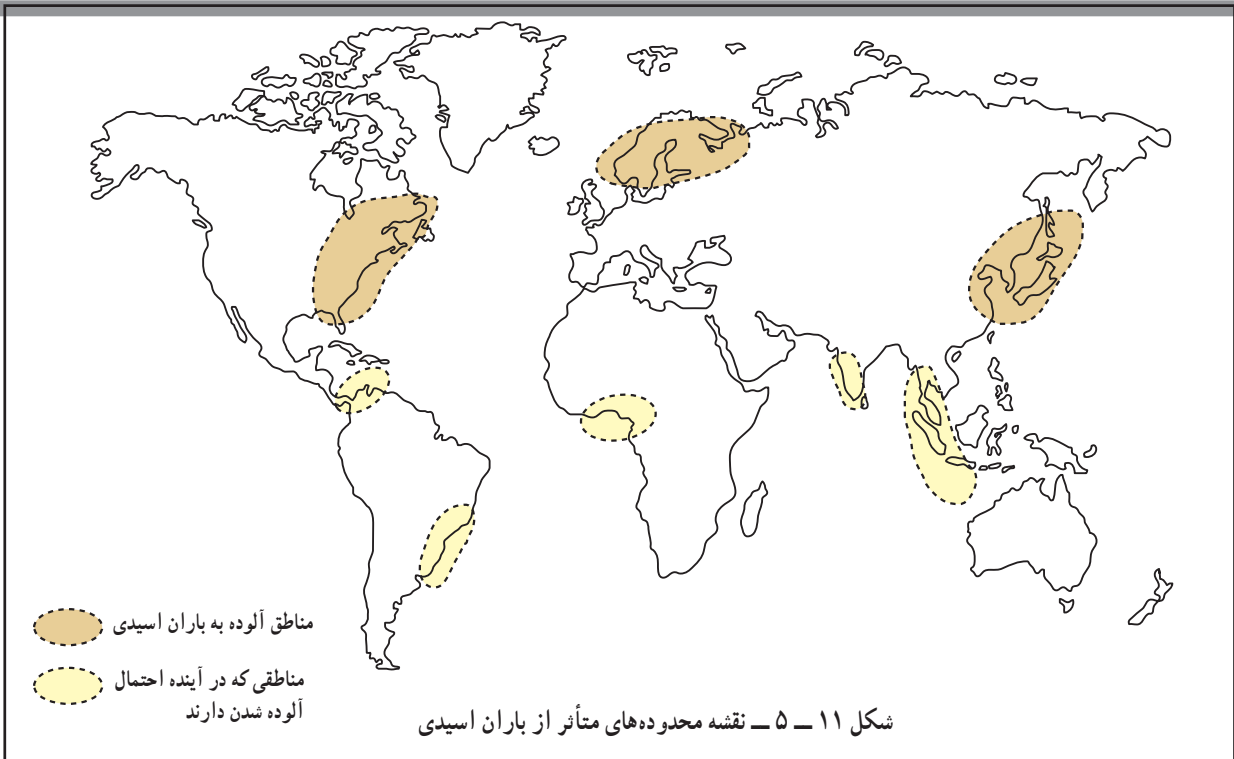 مناطق آلوده به باران اسیدی
مناطقی که در آینده احتمال
آلوده شدن دارند
شکل ۱۱ ــ ۵ ــ نقشه محدوده‌های متأثر از باران اسیدی